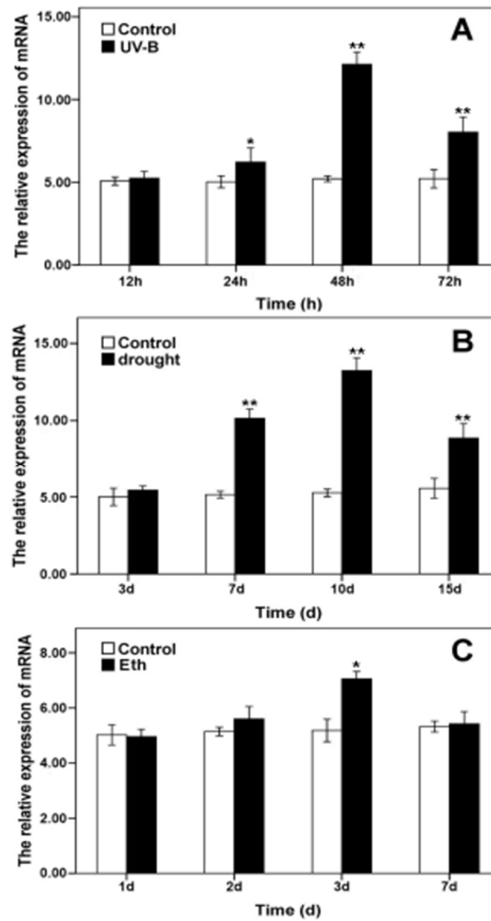 The relative expression of mRNA
15.00
10.00
5.00
0.00
Control
UV-B
A
*
**
**
12h 24h 48h 72h
Time (h)
The relative expression of mRNA
15.00
10.00
5.00
0.00
Control
drought
B
**
**
**
3d 7d 10d 15d
Time (d)
The relative expression of mRNA
8.00
6.00
4.00
2.00
0.00
Control
Eth
C
*
1d 2d 3d 7d
Time (d)